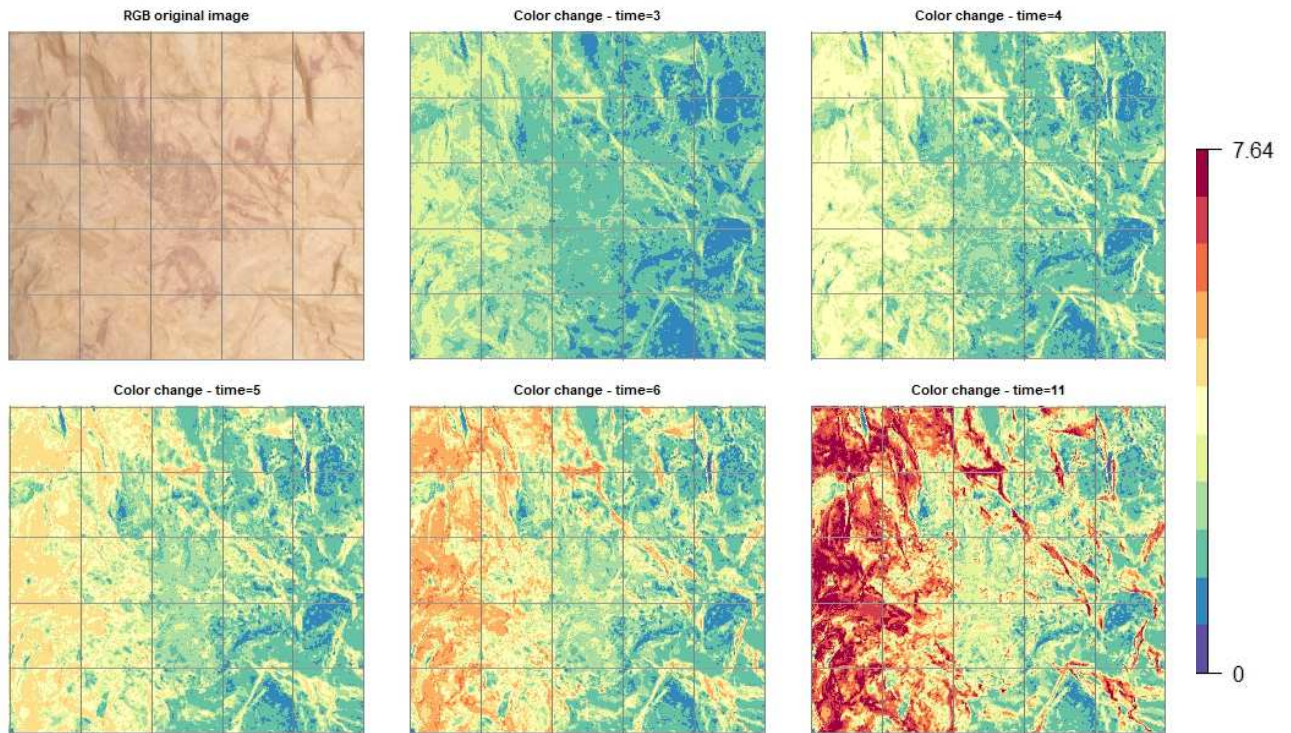 RGB original image
Color change - time=3
Color change - time=4
7.64
Color change - time=5
Color change - time=6
Color change - time=11
0